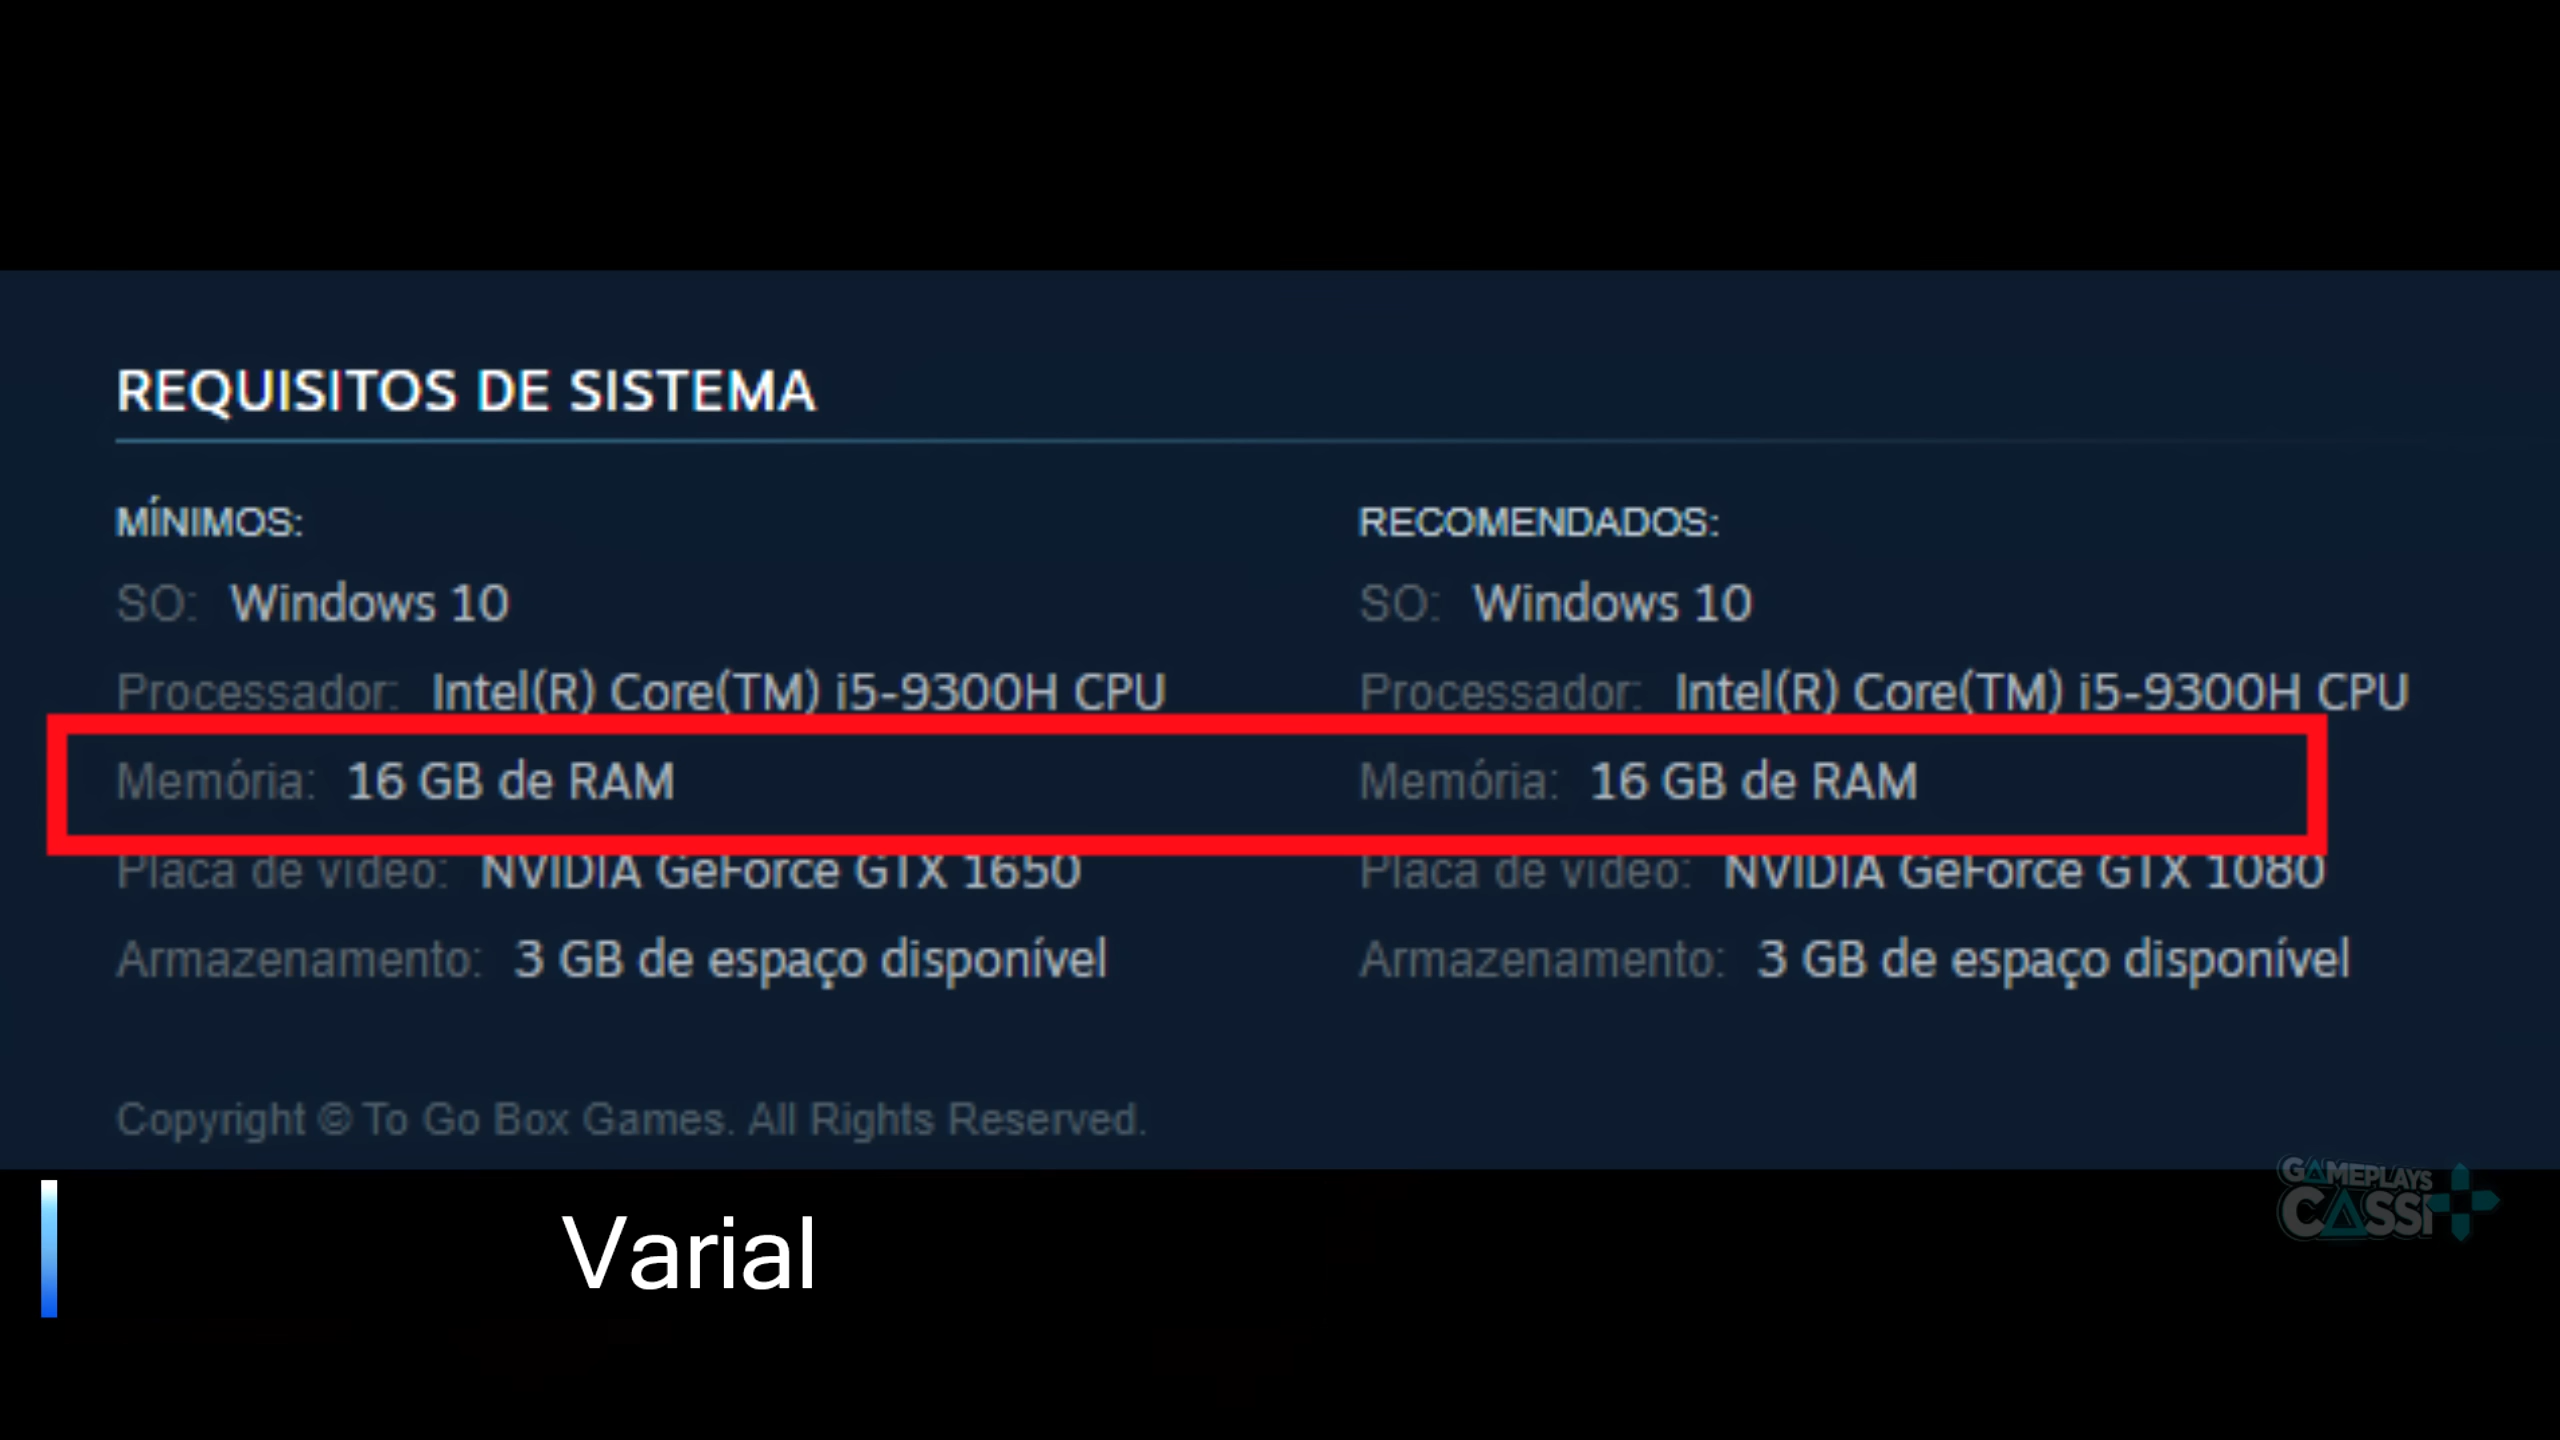 REQUISITOS DE SISTEMA
MÍNIMOS:
SO: Windows 10
Processador: Intel(R) Core(TM) i5-9300H CPU
Memória: 16 GB de RAM
Placa de vídeo: NVIDIA GeForce GTX 1650
Armazenamento: 3 GB de espaço disponível
RECOMENDADOS:
SO: Windows 10
Processador: Intel(R) Core(TM) i5-9300H CPU
Memória: 16 GB de RAM
Placa de vídeo: NVIDIA GeForce GTX 1080
Armazenamento: 3 GB de espaço disponível
Copyright © To Go Box Games. All Rights Reserved.
GAMEPLAYS
CASSI
Varial